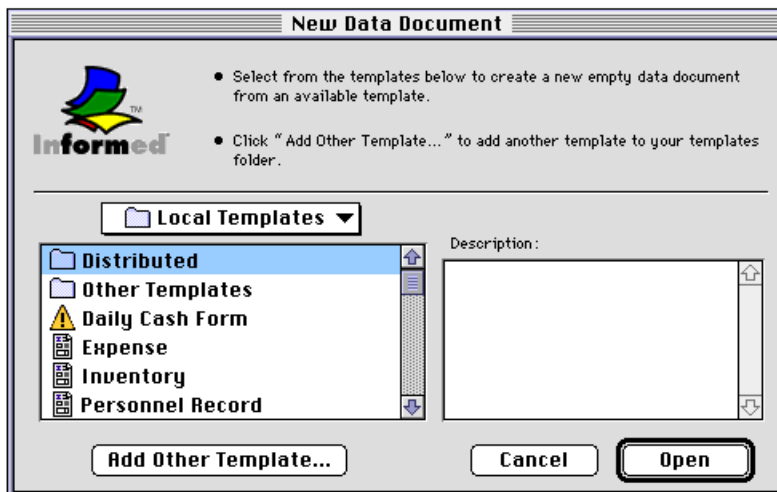 New Data Document
• Select from the templates below to create a new empty data document
from an available template.
• Click "Add Other Template..." to add another template to your templates
folder.
TM
Informed
Local Templates
Description:
Distributed
Other Templates
Daily Cash Form
Expense
Inventory
Personnel Record
Add Other Template...
Cancel
Open